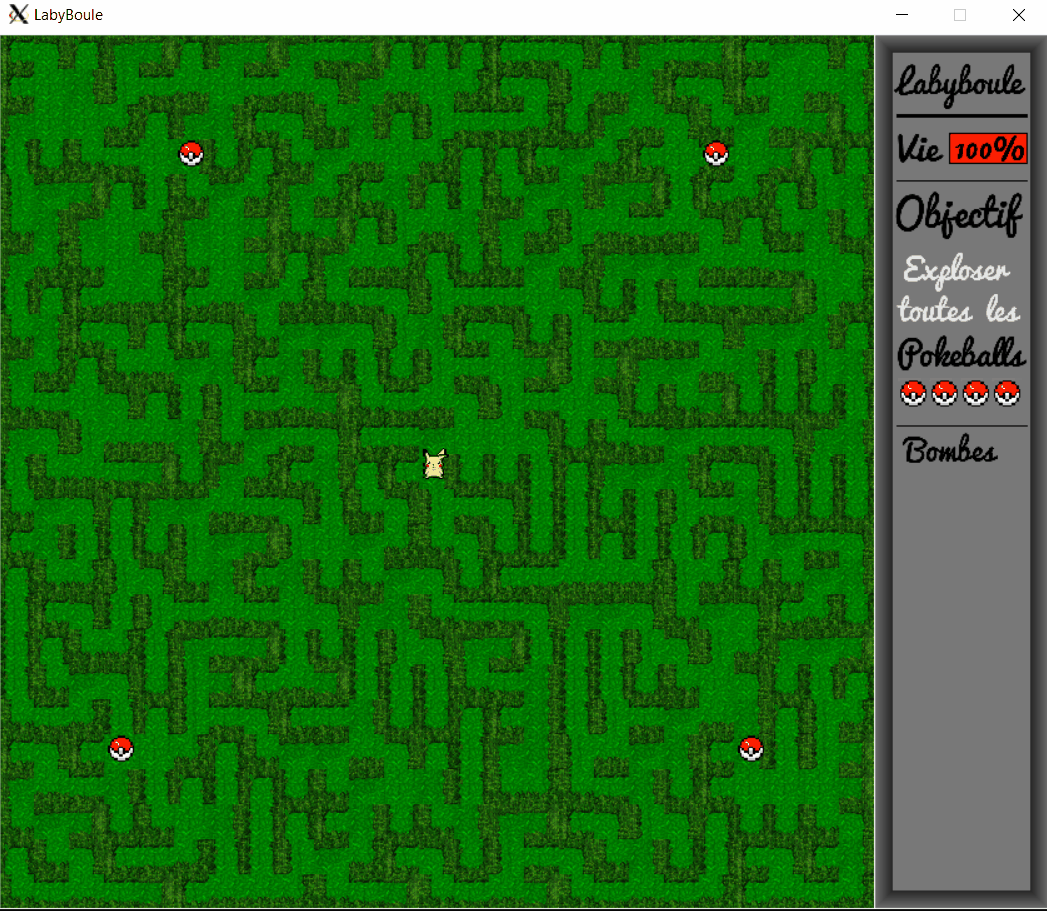 LabyBoule
Labyboule
Vie 100%
Objectif
Exploser
toutes les
Pokeballs
Bombes